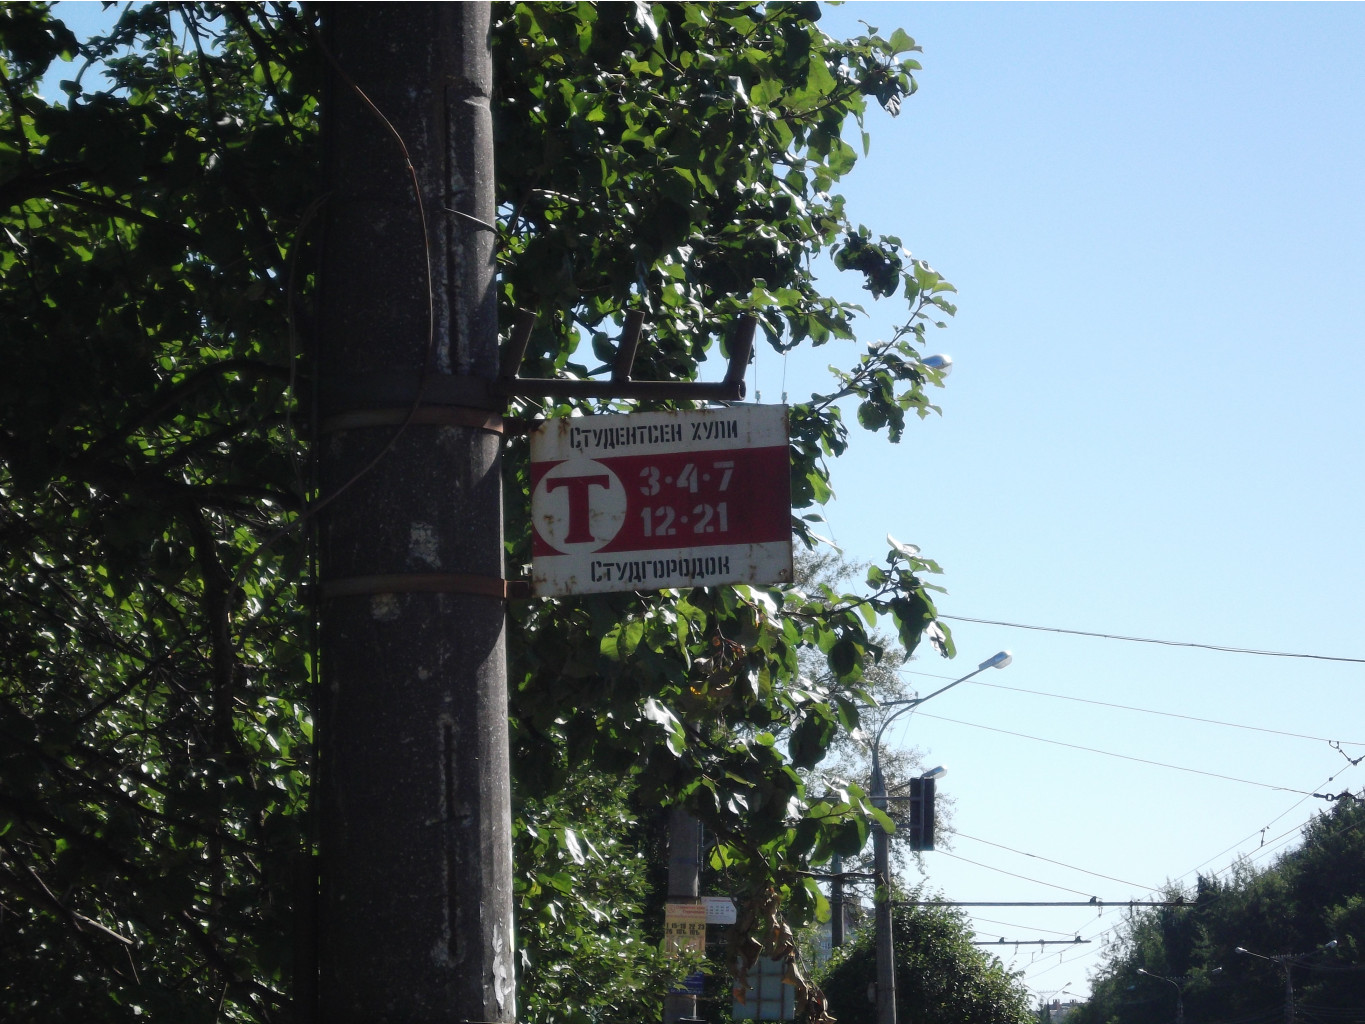 Студентсен хули
Т
3·4·7
12·21
Студгородок